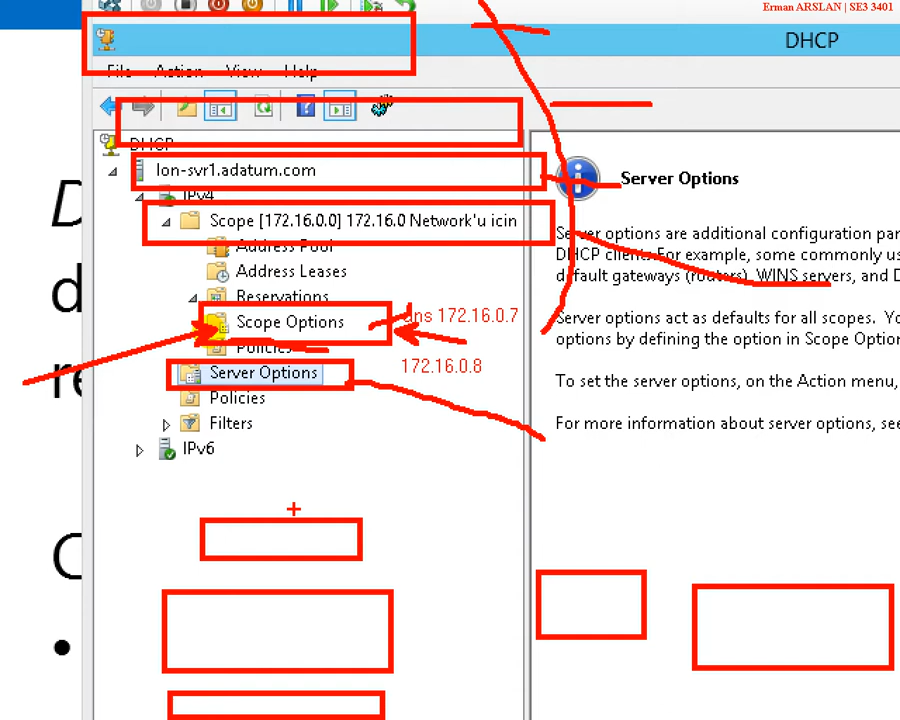 Erman ARSLAN | SE3 3401
DHCP
File Action View Help
DHCP
lon-svr1.adatum.com
IPv4
Scope [172.16.0.0] 172.16.0 Network'u icin
Address Pool
Address Leases
Reservations
Scope Options
dns 172.16.0.7
Policies
172.16.0.8
Server Options
Policies
Filters
IPv6
Server Options
Server options are additional configuration par
DHCP clients. For example, some commonly us
default gateways (routers), WINS servers, and D
Server options act as defaults for all scopes. Yo
options by defining the option in Scope Option
To set the server options, on the Action menu,
For more information about server options, see
D
d
re
C
•